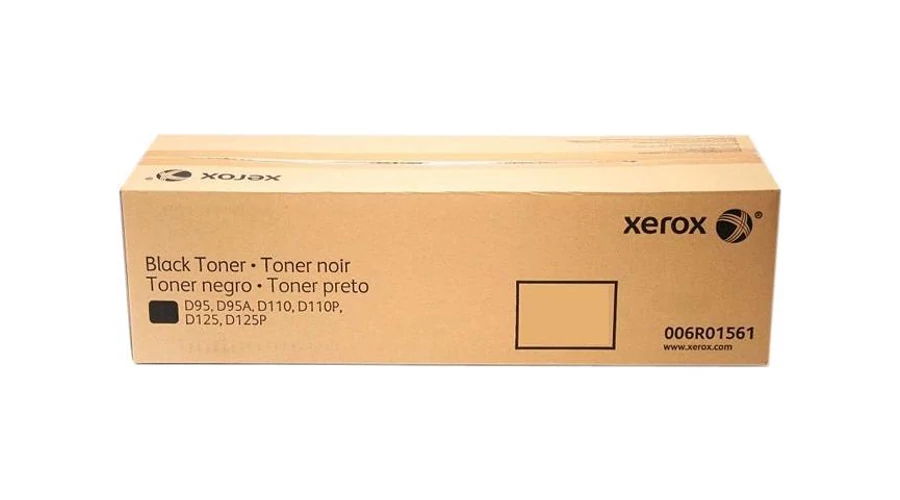 xerox
xerox
Black Toner • Toner noir
Toner negro • Toner preto
D95, D95A, D110, D110P,
D125, D125P
006R01561
www.xerox.com